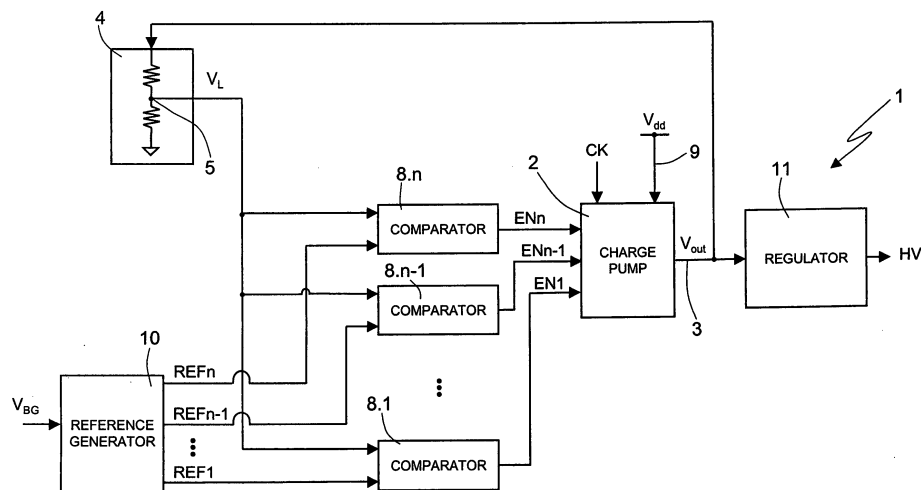 4
V_L
5
1
V_dd
9
CK
2
11
8.n
COMPARATOR
ENn
CHARGE PUMP
V_out
REGULATOR
HV
8.n-1
COMPARATOR
ENn-1
EN1
3
10
REFn
V_BG
REFERENCE GENERATOR
REFn-1
REF1
8.1
COMPARATOR